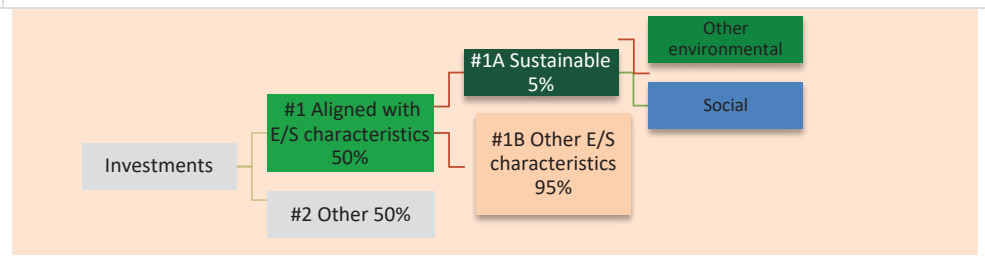 Investments
#1 Aligned with
E/S characteristics
50%
#2 Other 50%
#1A Sustainable
5%
#1B Other E/S
characteristics
95%
Other
environmental
Social